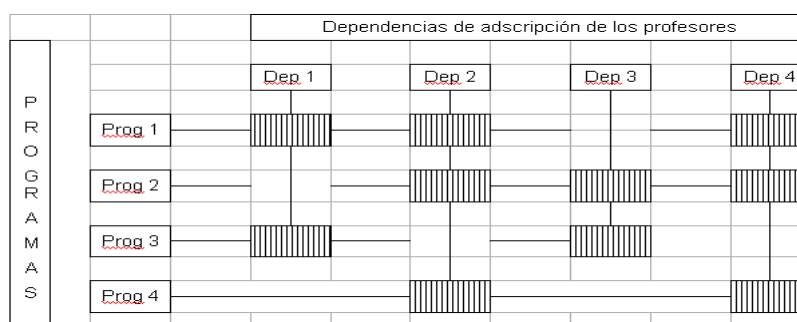 Dependencias de adscripción de los profesores
Dep 1 Dep 2 Dep 3 Dep 4
PROGRAMAS
Prog 1
Prog 2
Prog 3
Prog 4